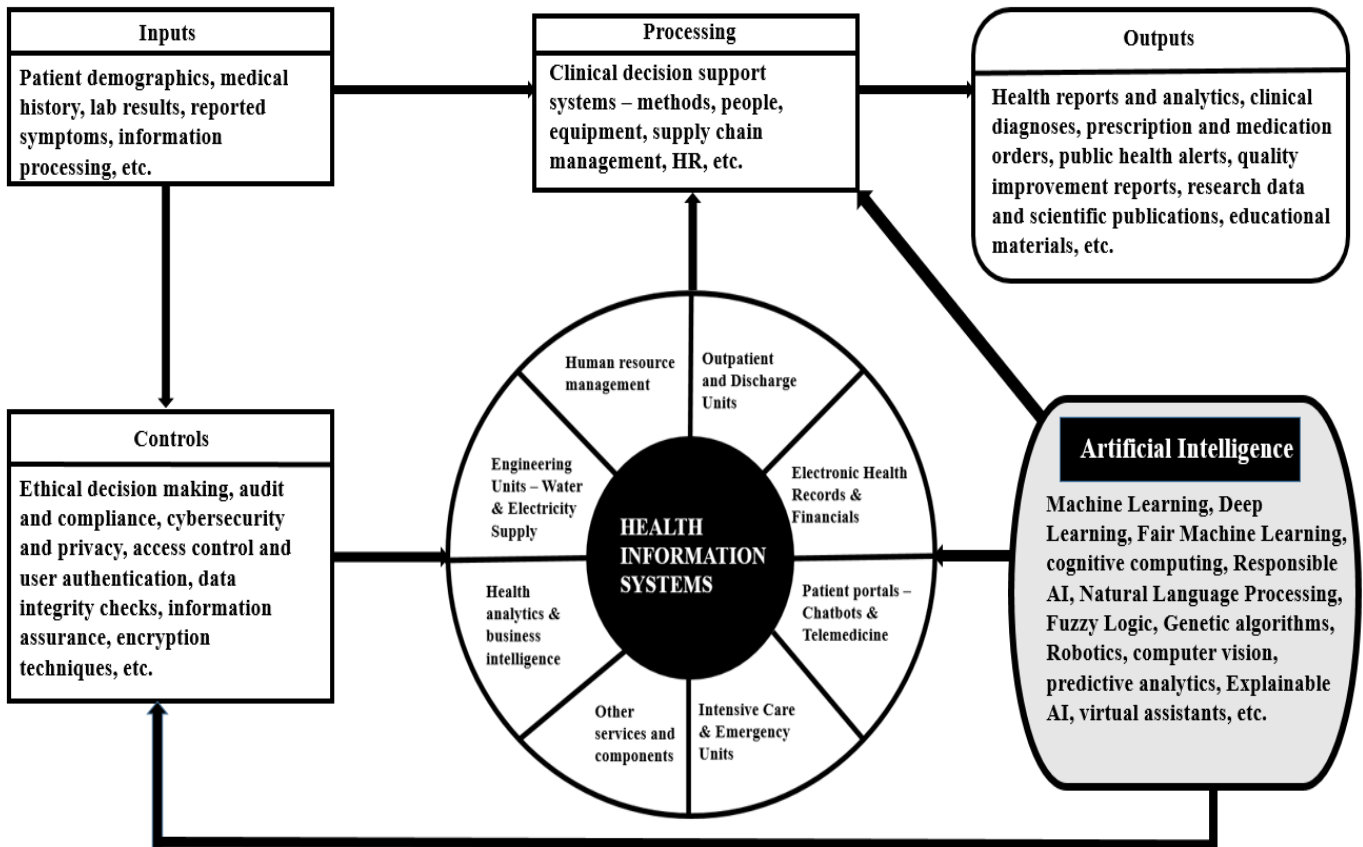 Inputs
Patient demographics, medical
history, lab results, reported
symptoms, information
processing, etc.
Processing
Clinical decision support
systems – methods, people,
equipment, supply chain
management, HR, etc.
Outputs
Health reports and analytics, clinical
diagnoses, prescription and medication
orders, public health alerts, quality
improvement reports, research data
and scientific publications, educational
materials, etc.
Controls
Ethical decision making, audit
and compliance, cybersecurity
and privacy, access control and
user authentication, data
integrity checks, information
assurance, encryption
techniques, etc.
Human resource
management
Outpatient
and Discharge
Units
Engineering
Units – Water
& Electricity
Supply
Electronic Health
Records &
Financials
HEALTH
INFORMATION
SYSTEMS
Health
analytics &
business
intelligence
Patient portals –
Chatbots &
Telemedicine
Other
services and
components
Intensive Care
& Emergency
Units
Artificial Intelligence
Machine Learning, Deep
Learning, Fair Machine Learning,
cognitive computing, Responsible
AI, Natural Language Processing,
Fuzzy Logic, Genetic algorithms,
Robotics, computer vision,
predictive analytics, Explainable
AI, virtual assistants, etc.